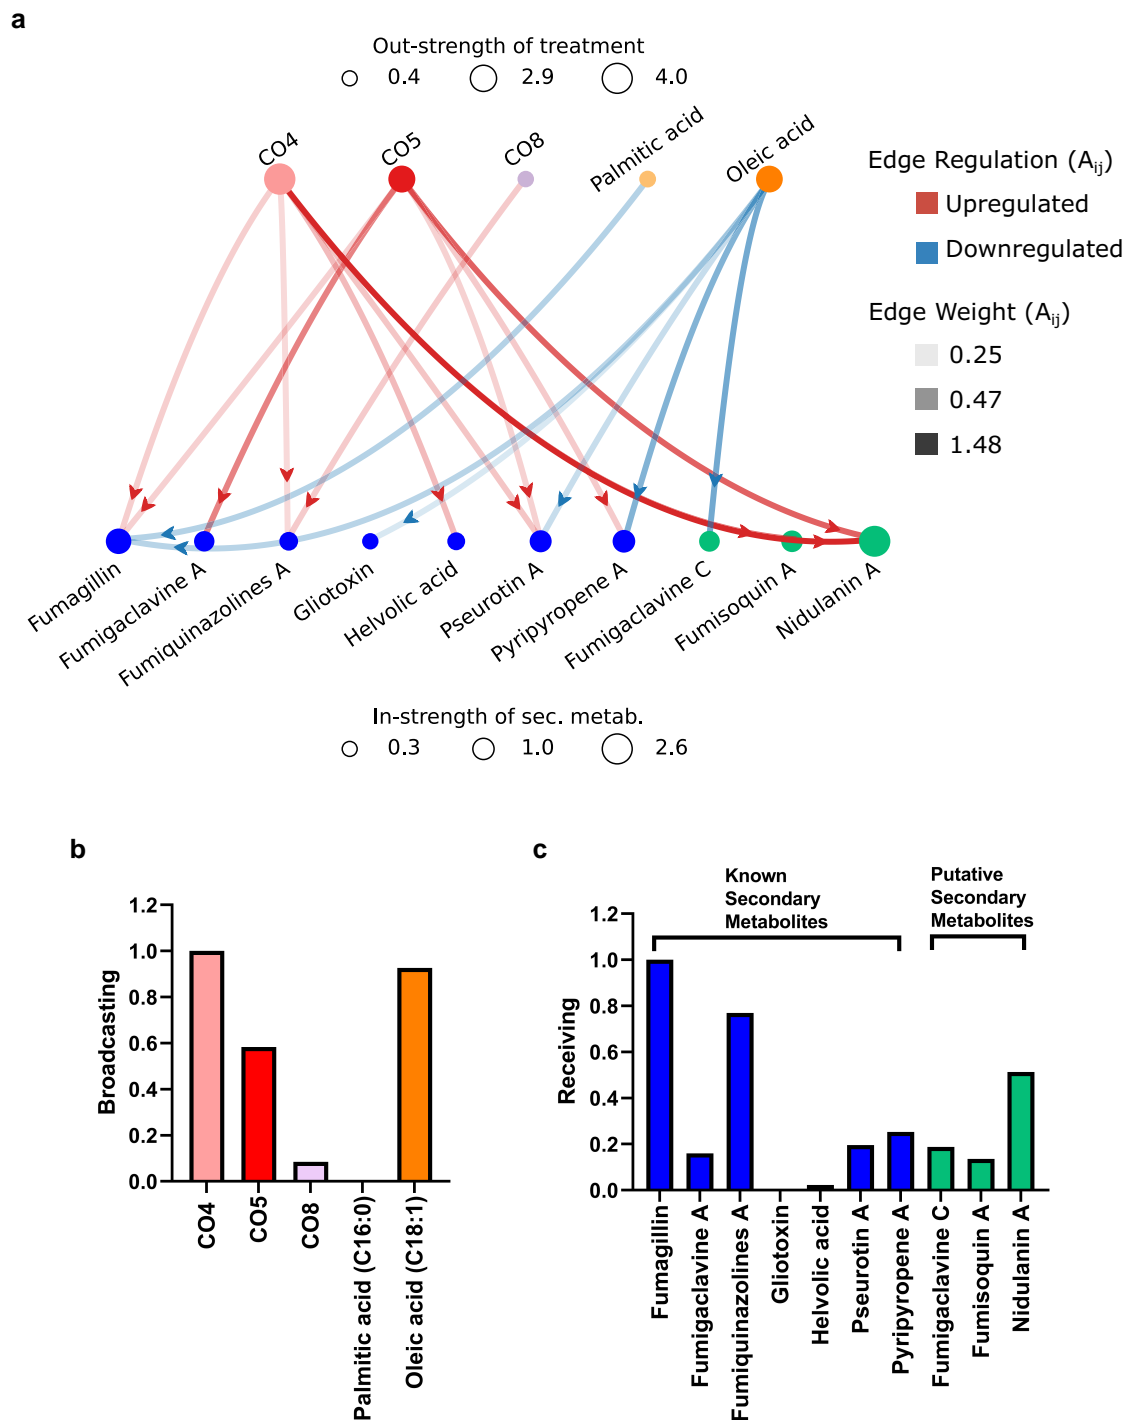 a
Out-strength of treatment
0.4 2.9 4.0
CO4 CO5 CO8 Palmitic acid Oleic acid
Edge Regulation (Aij)
Upregulated
Downregulated
Edge Weight (Aij)
0.25
0.47
1.48
Fumagillin Fumigaclavine A Fumiquinazolines A Gliotoxin Helvolic acid Pseurotin A Pyripyropene A Fumigaclavine C Fumisoquin A Nidulanin A
In-strength of sec. metab.
0.3 1.0 2.6
b
Broadcasting
1.2
1.0
0.8
0.6
0.4
0.2
0.0
CO4 CO5 CO8 Palmitic acid (C16:0) Oleic acid (C18:1)
c
Known
Secondary
Metabolites
Putative
Secondary
Metabolites
Receiving
1.2
1.0
0.8
0.6
0.4
0.2
0.0
Fumagillin Fumigaclavine A Fumiquinazolines A Gliotoxin Helvolic acid Pseurotin A Pyripyropene A Fumigaclavine C Fumisoquin A Nidulanin A